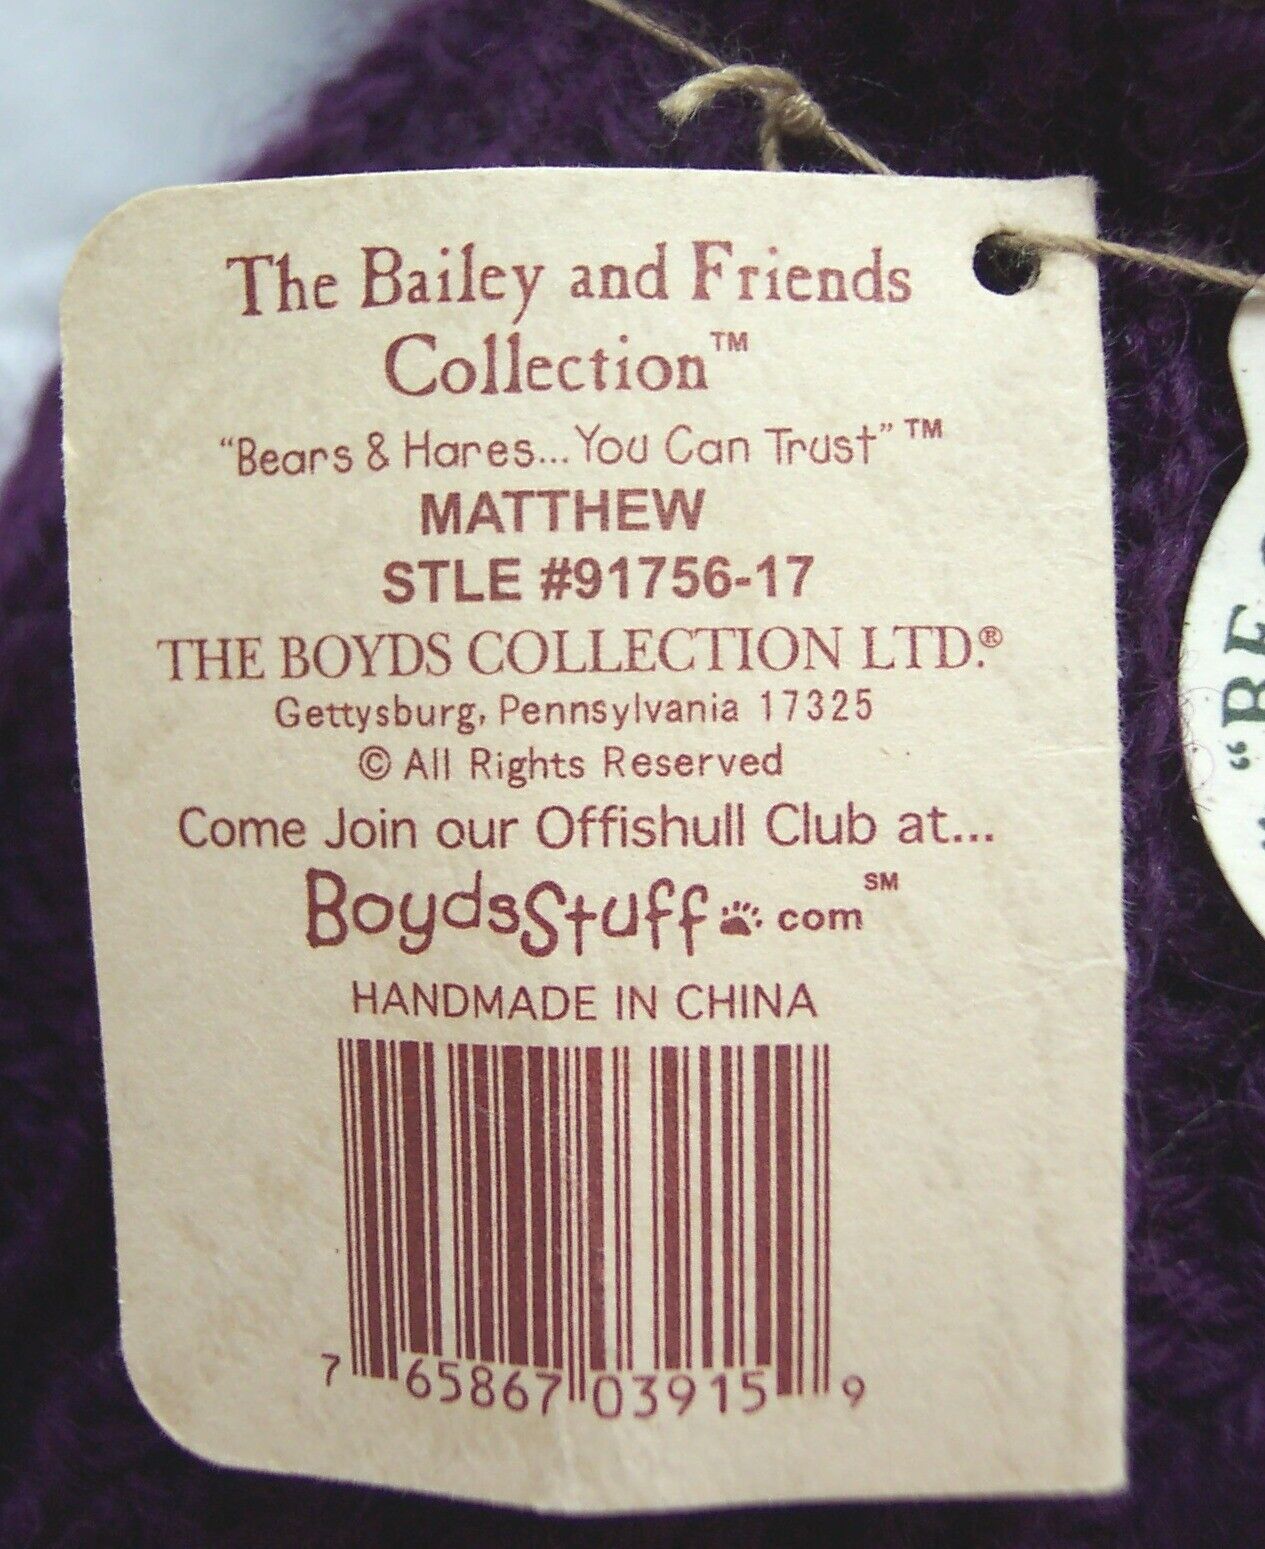 The Bailey and Friends
Collection™
"Bears & Hares... You Can Trust"™
MATTHEW
STLE #91756-17
THE BOYDS COLLECTION LTD.®
Gettysburg, Pennsylvania 17325
© All Rights Reserved
Come Join our Offishull Club at...
BoydsStuff.com℠
HANDMADE IN CHINA
7 65867 03915 9